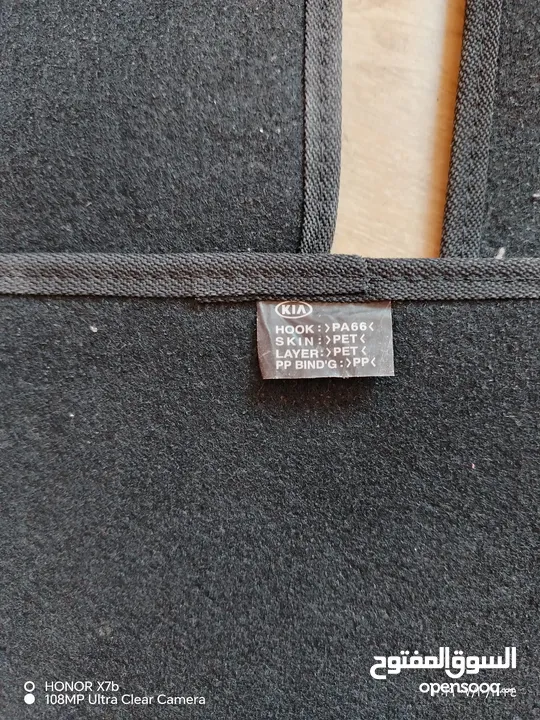 KIA
HOOK:>PA66<
SKIN:>PET<
LAYER:>PET<
PP BIND'G:>PP<
HONOR X7b
108MP Ultra Clear Camera
السوق المفتوح
opensooq.com